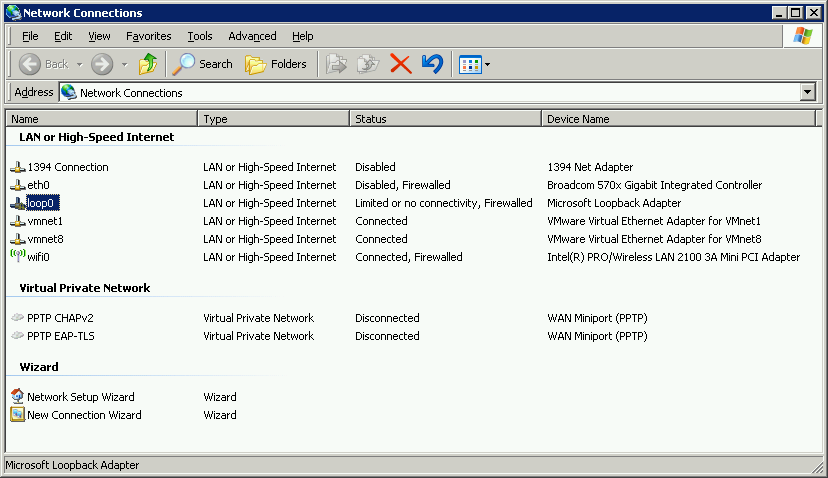 Network Connections
File Edit View Favorites Tools Advanced Help
Back Search Folders
Address Network Connections
Name Type Status Device Name
LAN or High-Speed Internet
1394 Connection LAN or High-Speed Internet Disabled 1394 Net Adapter
eth0 LAN or High-Speed Internet Disabled, Firewalled Broadcom 570x Gigabit Integrated Controller
loop0 LAN or High-Speed Internet Limited or no connectivity, Firewalled Microsoft Loopback Adapter
vmnet1 LAN or High-Speed Internet Connected VMware Virtual Ethernet Adapter for VMnet1
vmnet8 LAN or High-Speed Internet Connected VMware Virtual Ethernet Adapter for VMnet8
wifi0 LAN or High-Speed Internet Connected, Firewalled Intel(R) PRO/Wireless LAN 2100 3A Mini PCI Adapter
Virtual Private Network
PPTP CHAPv2 Virtual Private Network Disconnected WAN Miniport (PPTP)
PPTP EAP-TLS Virtual Private Network Disconnected WAN Miniport (PPTP)
Wizard
Network Setup Wizard Wizard
New Connection Wizard Wizard
Microsoft Loopback Adapter